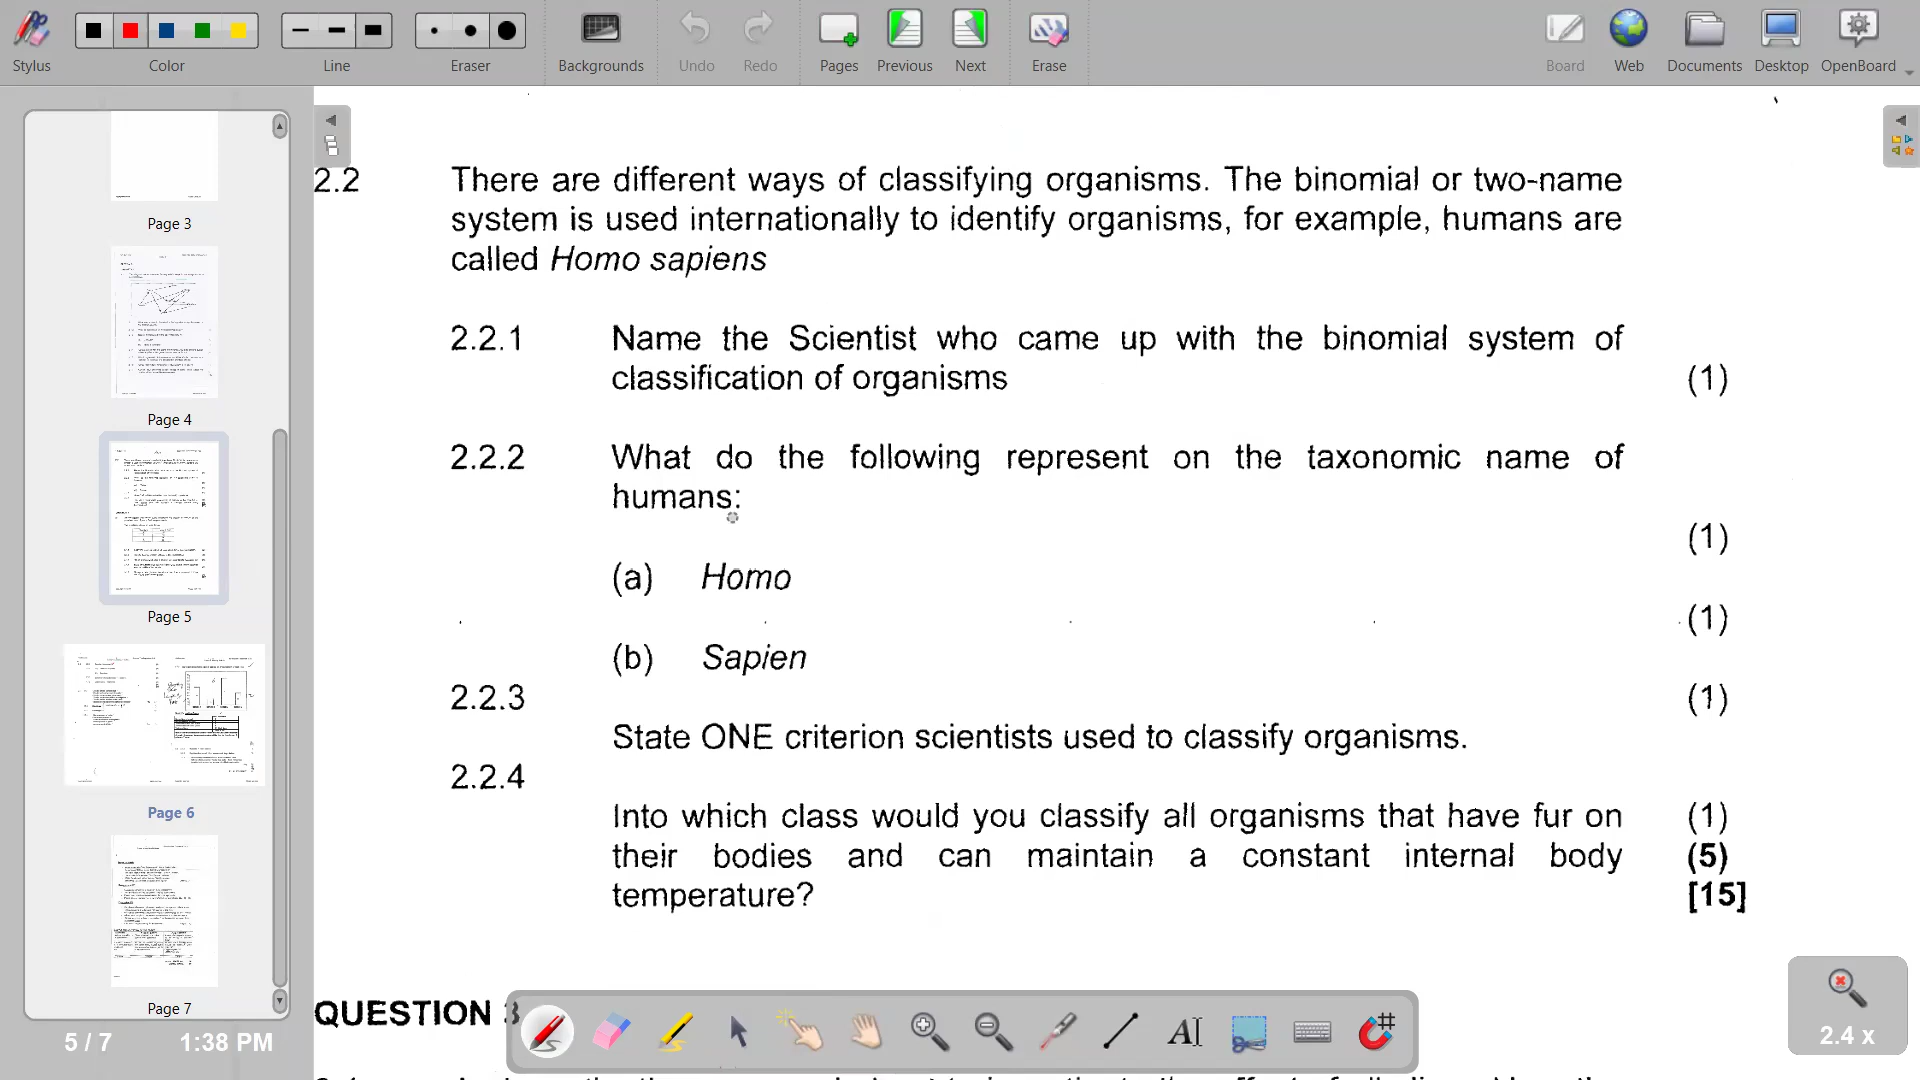 Stylus
Color
Line
Eraser
Backgrounds
Undo
Redo
Pages
Previous
Next
Erase
Board
Web
Documents
Desktop
OpenBoard
Page 3
Page 4
Page 5
Page 6
Page 7
5 / 7 1:38 PM
2.2 There are different ways of classifying organisms. The binomial or two-name
system is used internationally to identify organisms, for example, humans are
called Homo sapiens
2.2.1 Name the Scientist who came up with the binomial system of
classification of organisms (1)
2.2.2 What do the following represent on the taxonomic name of
humans:
(1)
(a) Homo
(1)
(b) Sapien
2.2.3 (1)
State ONE criterion scientists used to classify organisms.
2.2.4
Into which class would you classify all organisms that have fur on (1)
their bodies and can maintain a constant internal body (5)
temperature? [15]
QUESTION 3
2.4 x